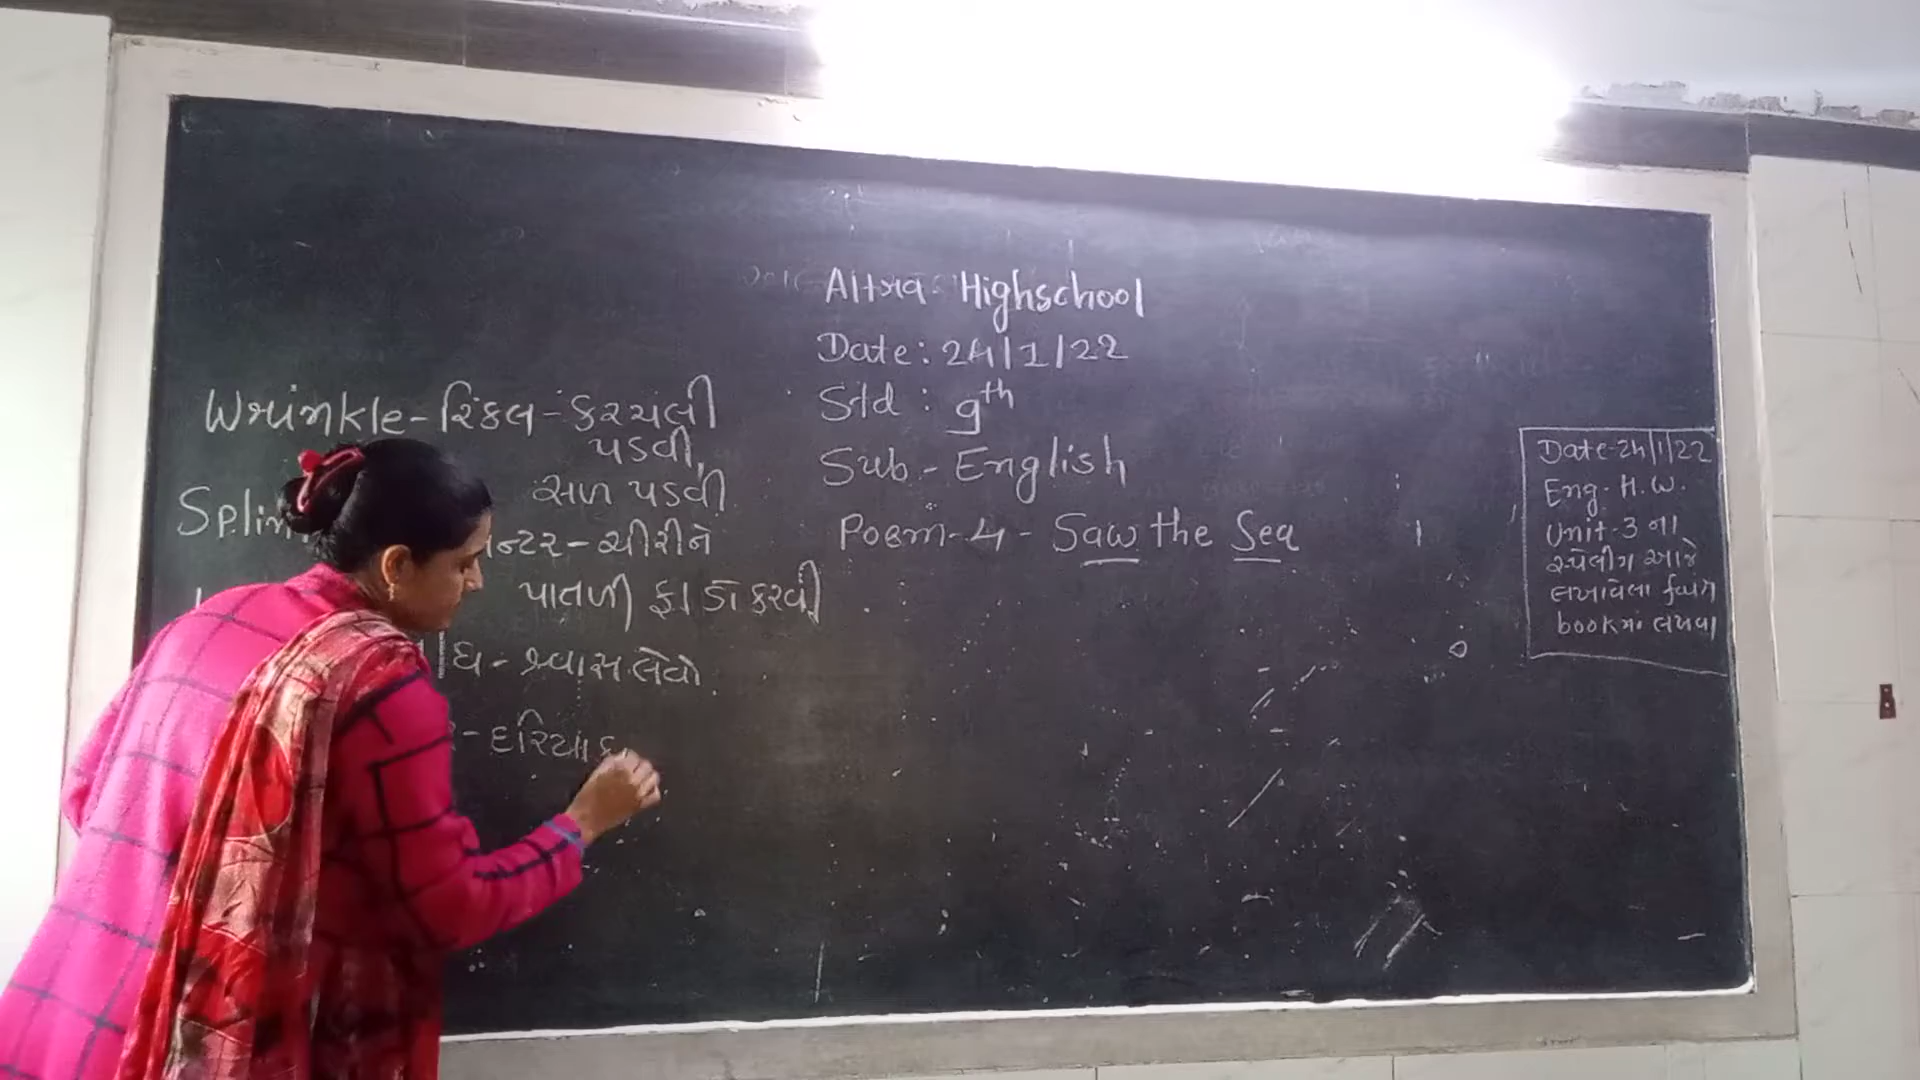 Highschool
Date: 24/1/22
Std : 9th
Sub - English
Poem - 4 - Saw the Sea
Wrinkle - રિંકલ - કરચલી
પડવી,
સળ પડવી
ન્ટર - ચીરીને
પાતળી કરવી
ધ - શ્વાસ લેવો.
- દરિયાક
Date-24/1/22
Eng. H.W.
Unit-3 ના
સ્પેલીંગ આજે
લખાવેલા
book માં લખવા